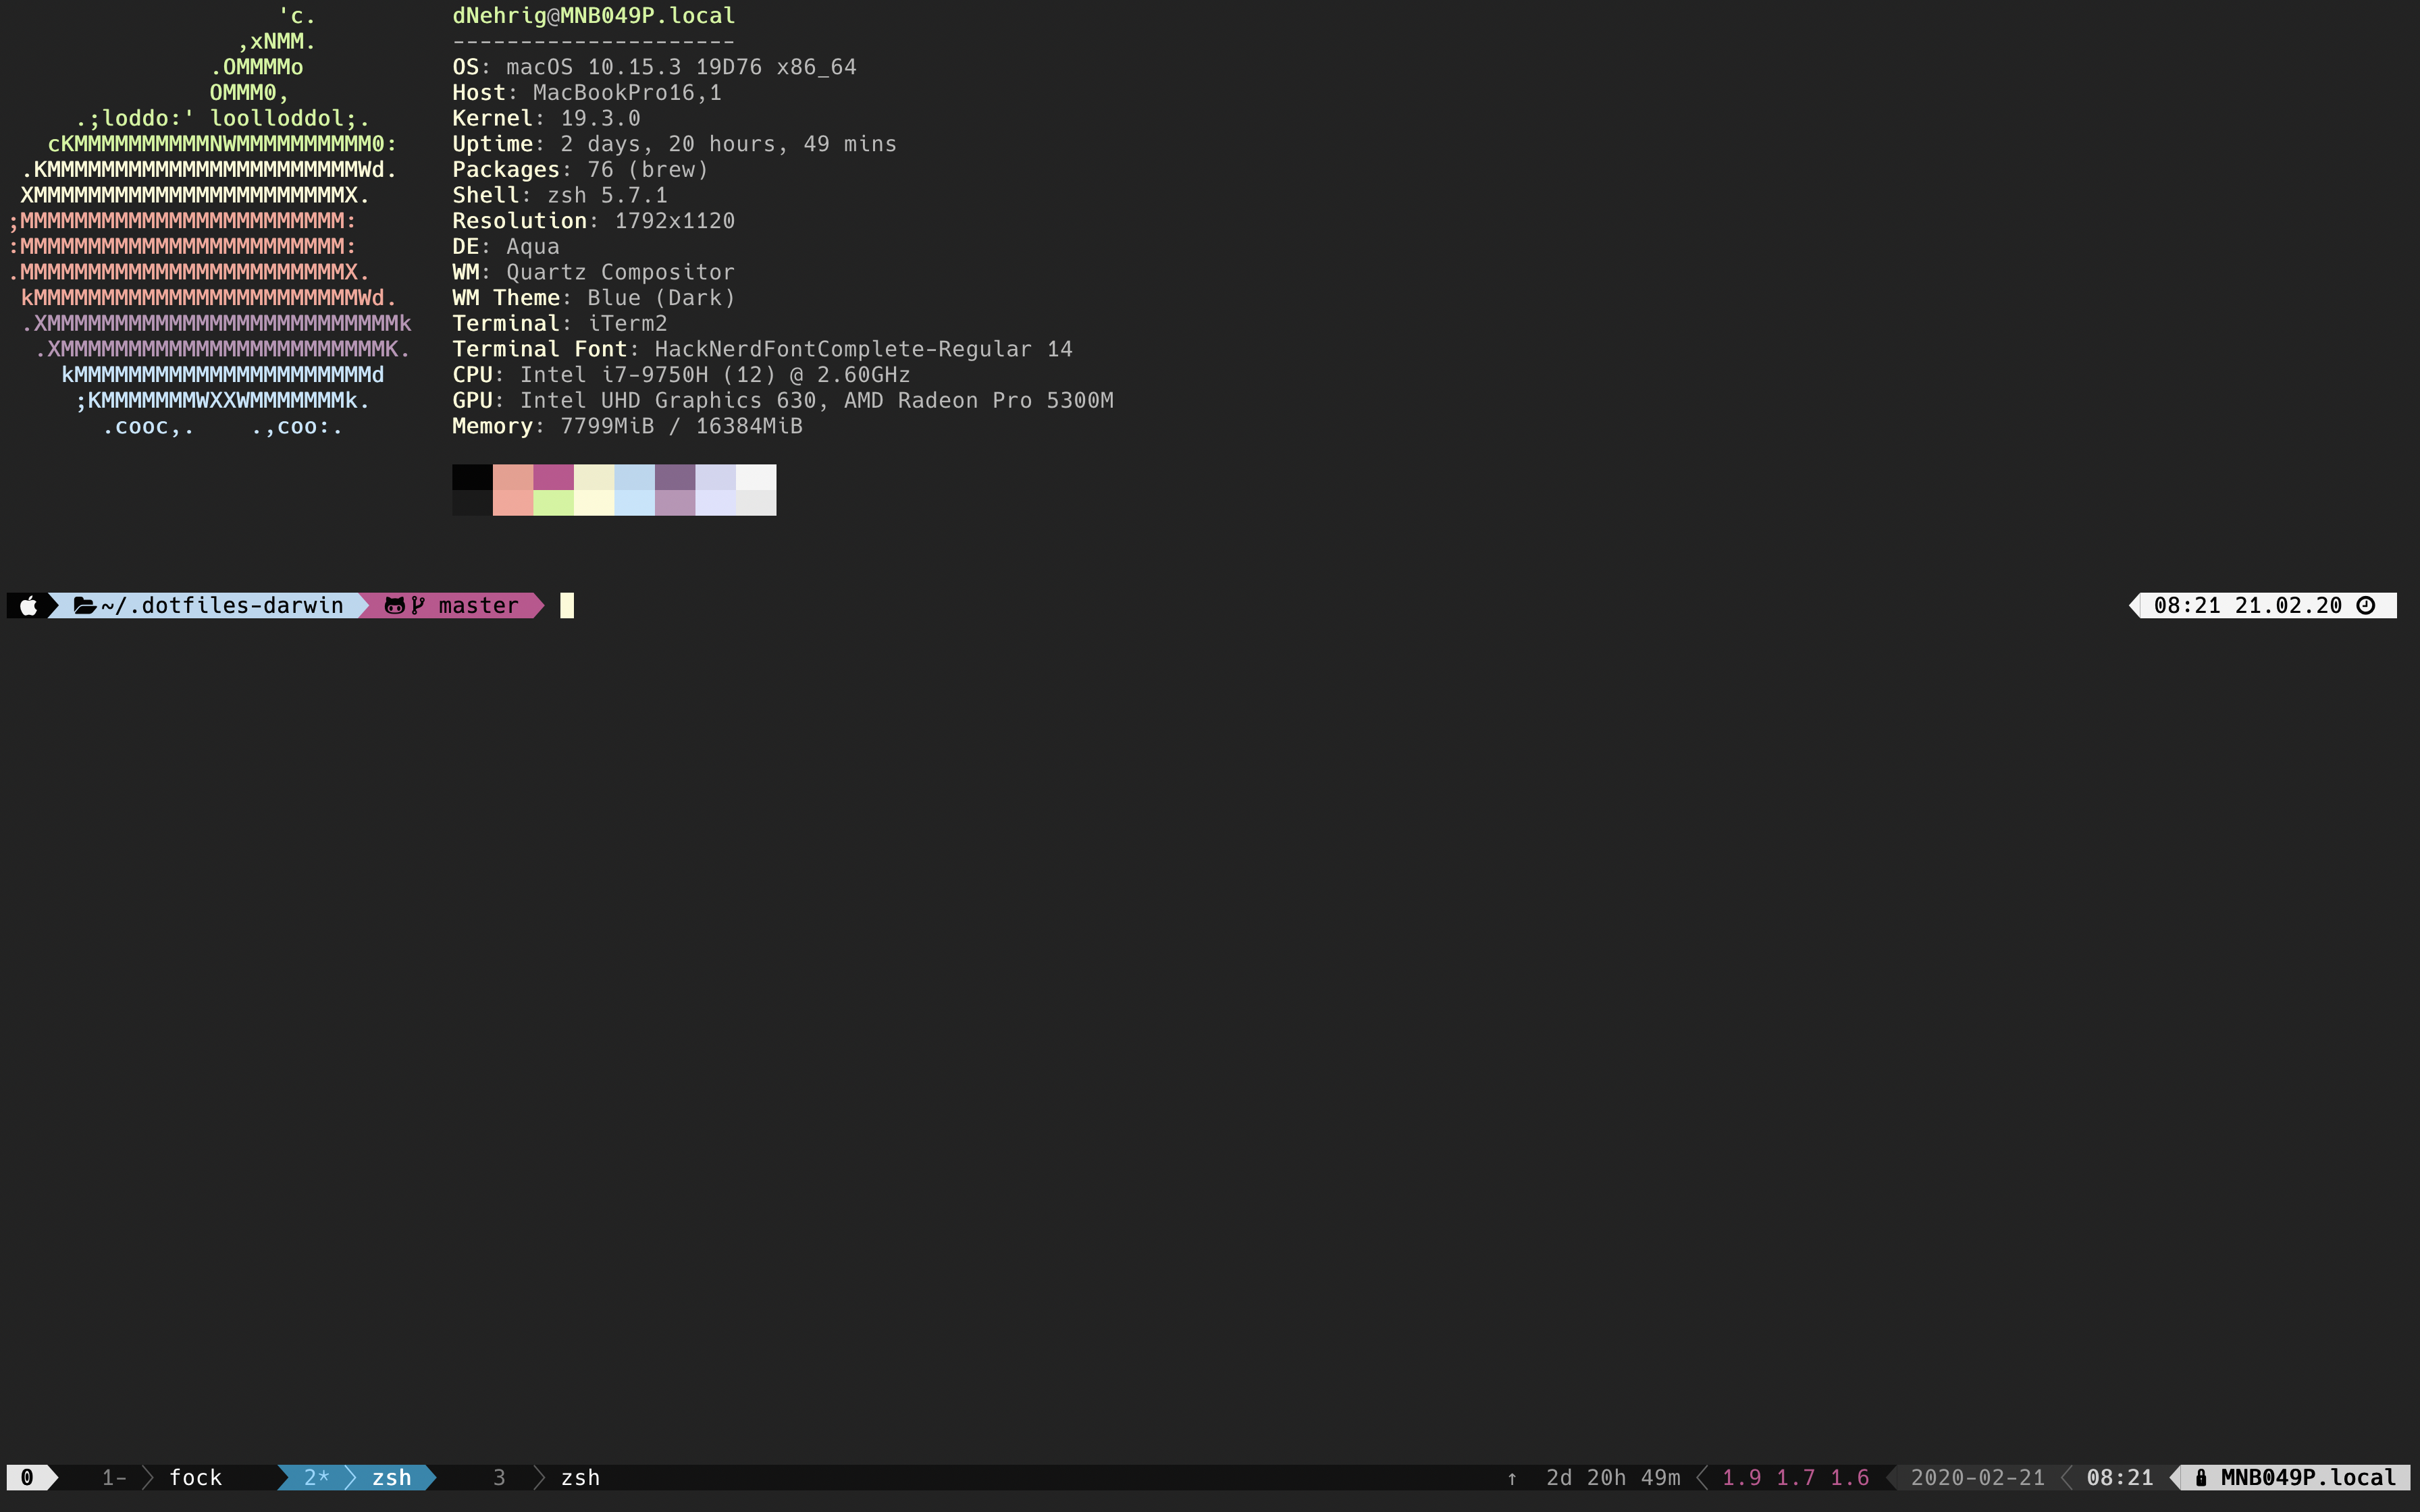 'c.          dNehrig@MNB049P.local
                 ,xNMM.          ---------------------
               .OMMMMo           OS: macOS 10.15.3 19D76 x86_64
               OMMM0,            Host: MacBookPro16,1
     .;loddo:' loolloddol;.      Kernel: 19.3.0
   cKMMMMMMMMMMNWMMMMMMMMMM0:    Uptime: 2 days, 20 hours, 49 mins
 .KMMMMMMMMMMMMMMMMMMMMMMMWd.    Packages: 76 (brew)
 XMMMMMMMMMMMMMMMMMMMMMMMX.      Shell: zsh 5.7.1
;MMMMMMMMMMMMMMMMMMMMMMMM:       Resolution: 1792x1120
:MMMMMMMMMMMMMMMMMMMMMMMM:       DE: Aqua
.MMMMMMMMMMMMMMMMMMMMMMMMX.      WM: Quartz Compositor
 kMMMMMMMMMMMMMMMMMMMMMMMMWd.    WM Theme: Blue (Dark)
 .XMMMMMMMMMMMMMMMMMMMMMMMMMMk   Terminal: iTerm2
  .XMMMMMMMMMMMMMMMMMMMMMMMMK.   Terminal Font: HackNerdFontComplete-Regular 14
    kMMMMMMMMMMMMMMMMMMMMMMd     CPU: Intel i7-9750H (12) @ 2.60GHz
     ;KMMMMMMMWXXWMMMMMMMk.      GPU: Intel UHD Graphics 630, AMD Radeon Pro 5300M
       .cooc,.    .,coo:.        Memory: 7799MiB / 16384MiB
~/.dotfiles-darwin master 08:21 21.02.20
0 1- fock 2* zsh 3 zsh ↑ 2d 20h 49m 1.9 1.7 1.6 2020-02-21 08:21 MNB049P.local